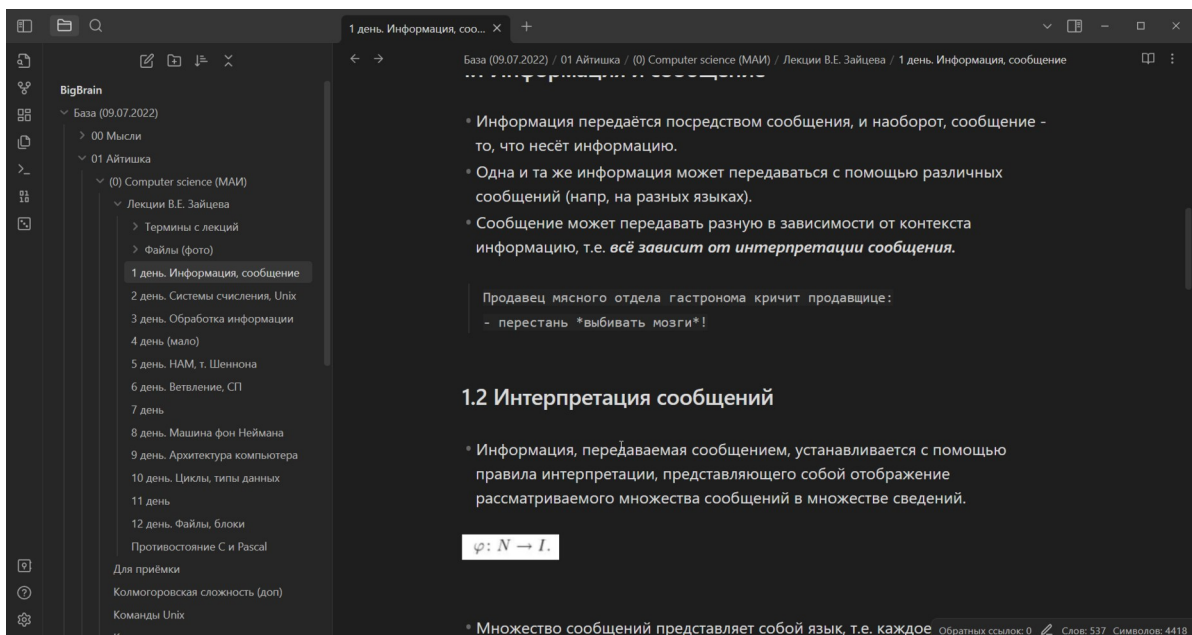 1 день. Информация, соо...
База (09.07.2022) / 01 Айтишка / (0) Computer science (МАИ) / Лекции В.Е. Зайцева / 1 день. Информация, сообщение
BigBrain
База (09.07.2022)
00 Мысли
01 Айтишка
(0) Computer science (МАИ)
Лекции В.Е. Зайцева
Термины с лекций
Файлы (фото)
1 день. Информация, сообщение
2 день. Системы счисления, Unix
3 день. Обработка информации
4 день (мало)
5 день. НАМ, т. Шеннона
6 день. Ветвление, СП
7 день
8 день. Машина фон Неймана
9 день. Архитектура компьютера
10 день. Циклы, типы данных
11 день
12 день. Файлы, блоки
Противостояние C и Pascal
Для приёмки
Колмогоровская сложность (доп)
Команды Unix
1.1 Информация и сообщение
• Информация передаётся посредством сообщения, и наоборот, сообщение -
то, что несёт информацию.
• Одна и та же информация может передаваться с помощью различных
сообщений (напр, на разных языках).
• Сообщение может передавать разную в зависимости от контекста
информацию, т.е. всё зависит от интерпретации сообщения.
Продавец мясного отдела гастронома кричит продавщице:
- перестань *выбивать мозги*!
1.2 Интерпретация сообщений
• Информация, передаваемая сообщением, устанавливается с помощью
правила интерпретации, представляющего собой отображение
рассматриваемого множества сообщений в множестве сведений.
φ: N → I.
• Множество сообщений представляет собой язык, т.е. каждое
Обратных ссылок: 0 Слов: 537 Символов: 4418